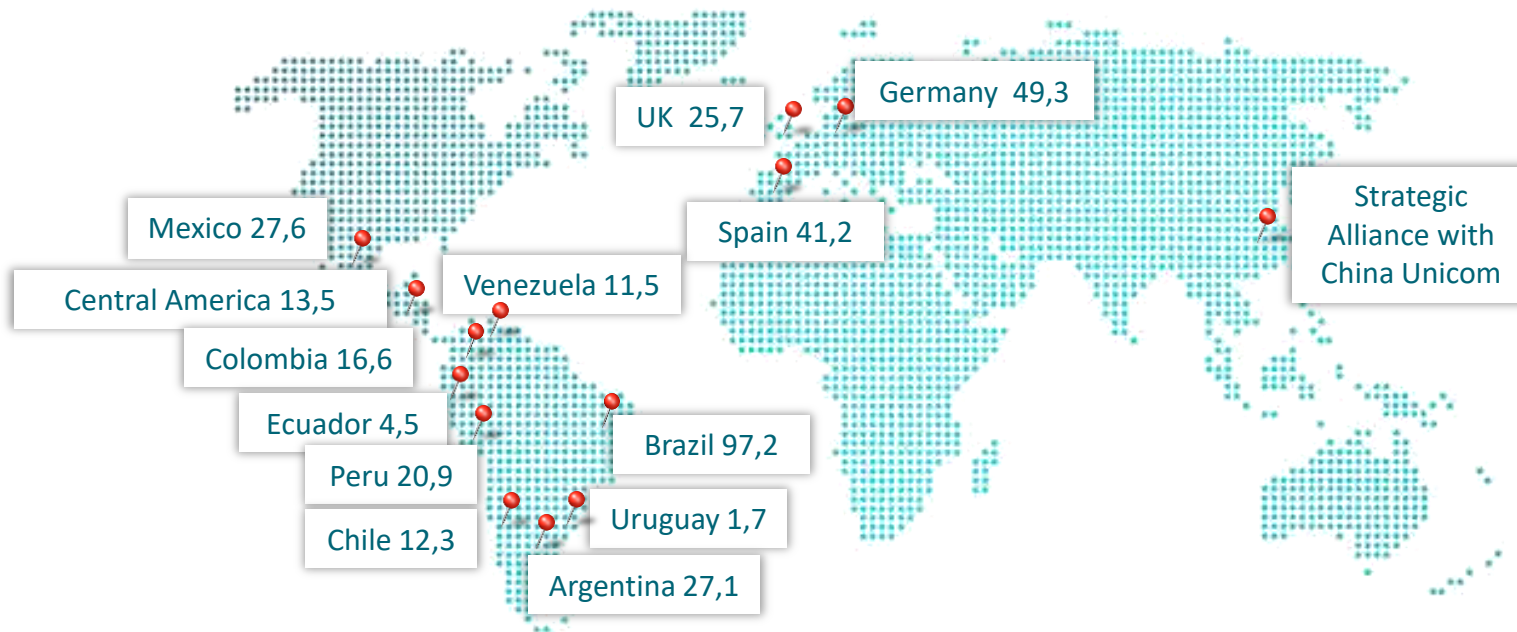 UK 25,7
Germany 49,3
Spain 41,2
Strategic
Alliance with
China Unicom
Mexico 27,6
Central America 13,5
Venezuela 11,5
Colombia 16,6
Ecuador 4,5
Peru 20,9
Brazil 97,2
Chile 12,3
Uruguay 1,7
Argentina 27,1